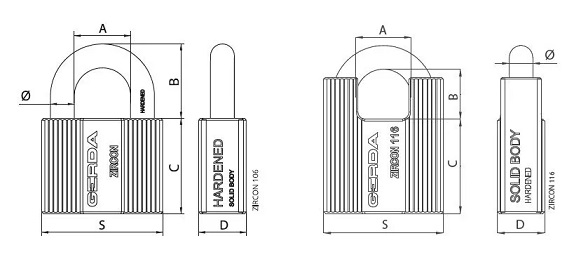 A
B
Ø
HARDENED
GERDA
ZIRCON
C
S
HARDENED
SOLID BODY
D
ZIRCON 106
A
B
GERDA
ZIRCON 116
C
S
Ø
SOLID BODY
HARDENED
D
ZIRCON 116